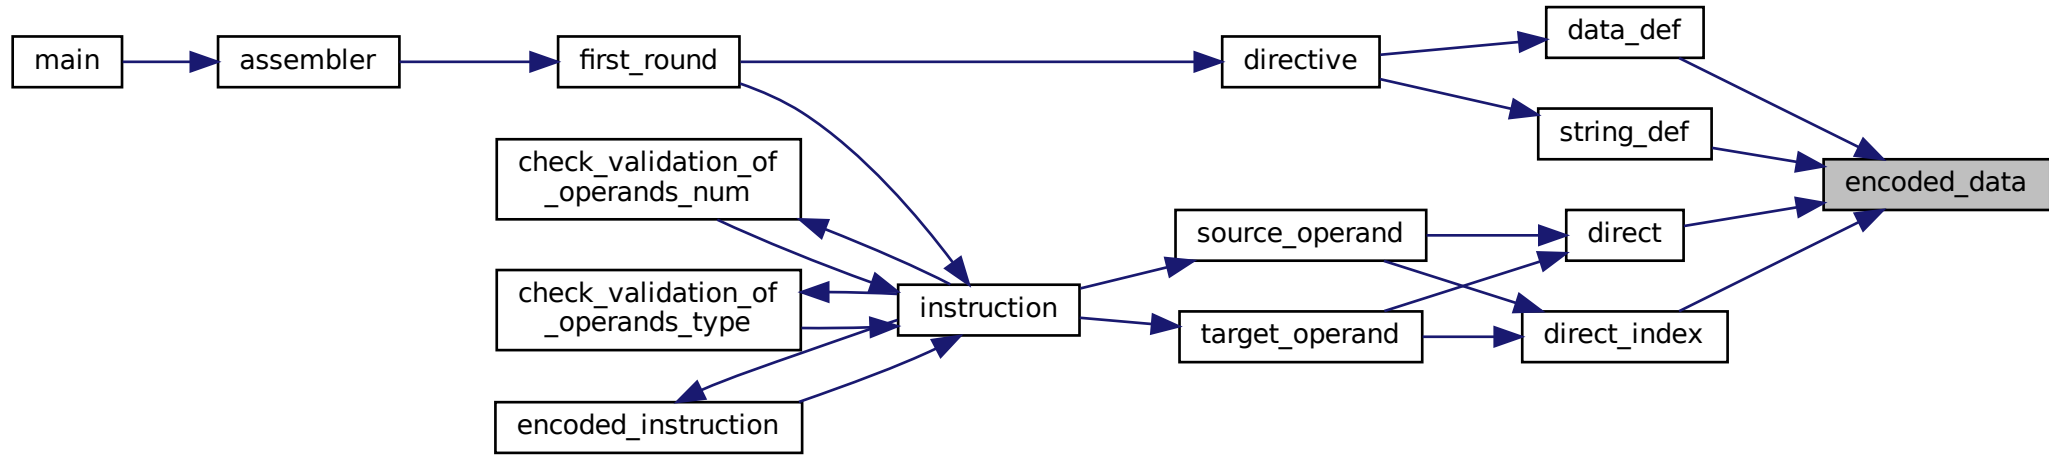 main
assembler
first_round
directive
data_def
string_def
encoded_data
check_validation_of
_operands_num
check_validation_of
_operands_type
encoded_instruction
instruction
source_operand
target_operand
direct
direct_index